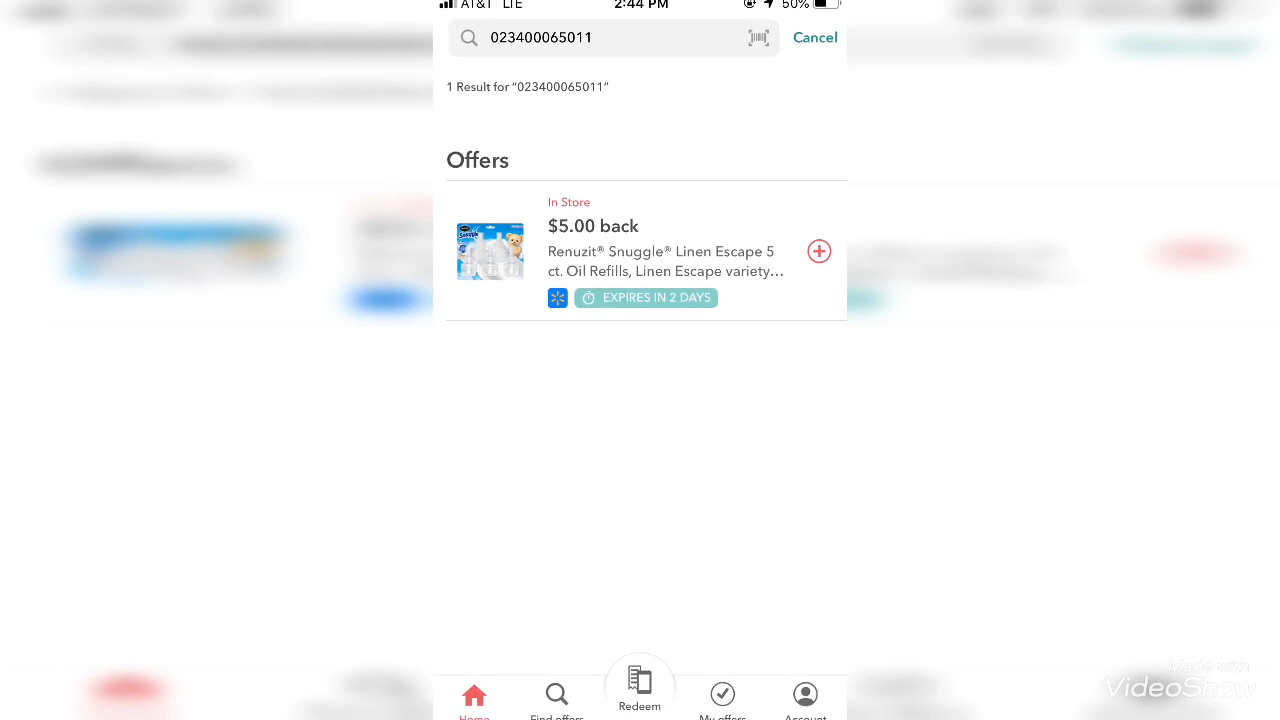 AT&T LTE 2:44 PM 50%
023400065011 Cancel
1 Result for “023400065011”
Offers
In Store
$5.00 back
Renuzit® Snuggle® Linen Escape 5
ct. Oil Refills, Linen Escape variety...
EXPIRES IN 2 DAYS
Snuggle
Home Find offers Redeem My offers Account
Made with
VideoShow